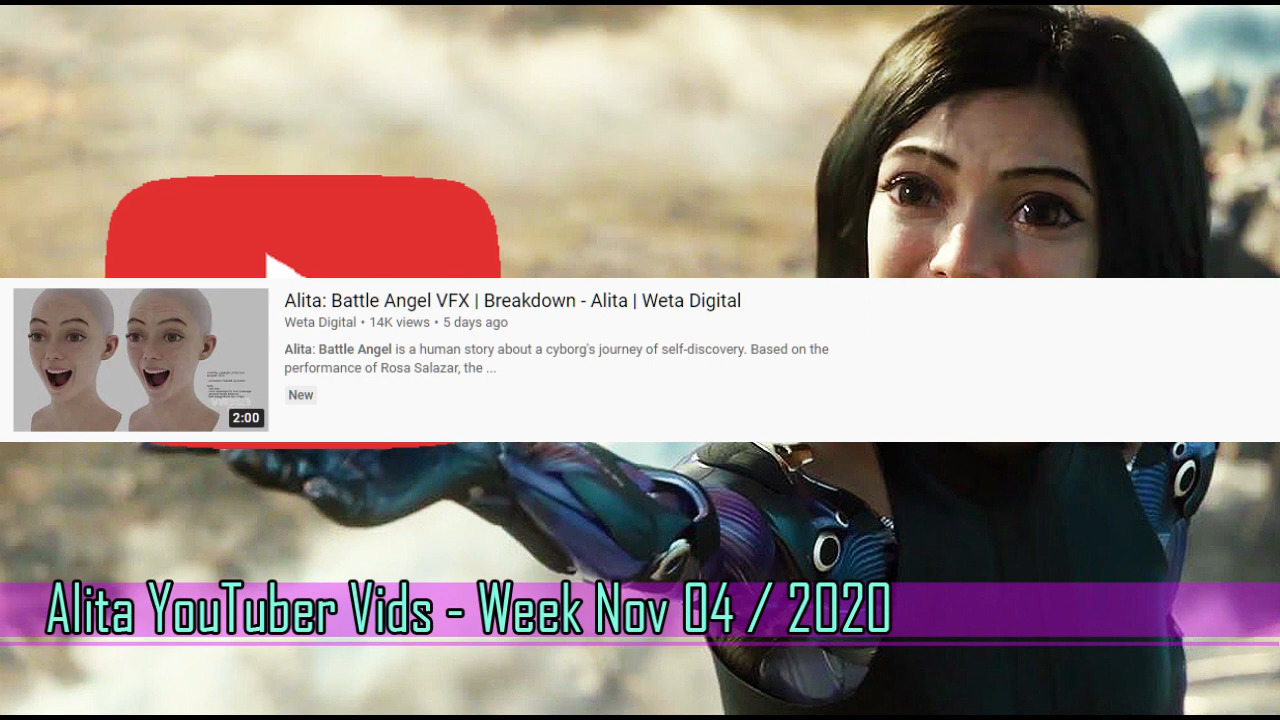 Alita: Battle Angel VFX | Breakdown - Alita | Weta Digital
Weta Digital • 14K views • 5 days ago
Alita: Battle Angel is a human story about a cyborg's journey of self-discovery. Based on the
performance of Rosa Salazar, the ...
2:00
New
Alita YouTuber Vids - Week Nov 04 / 2020